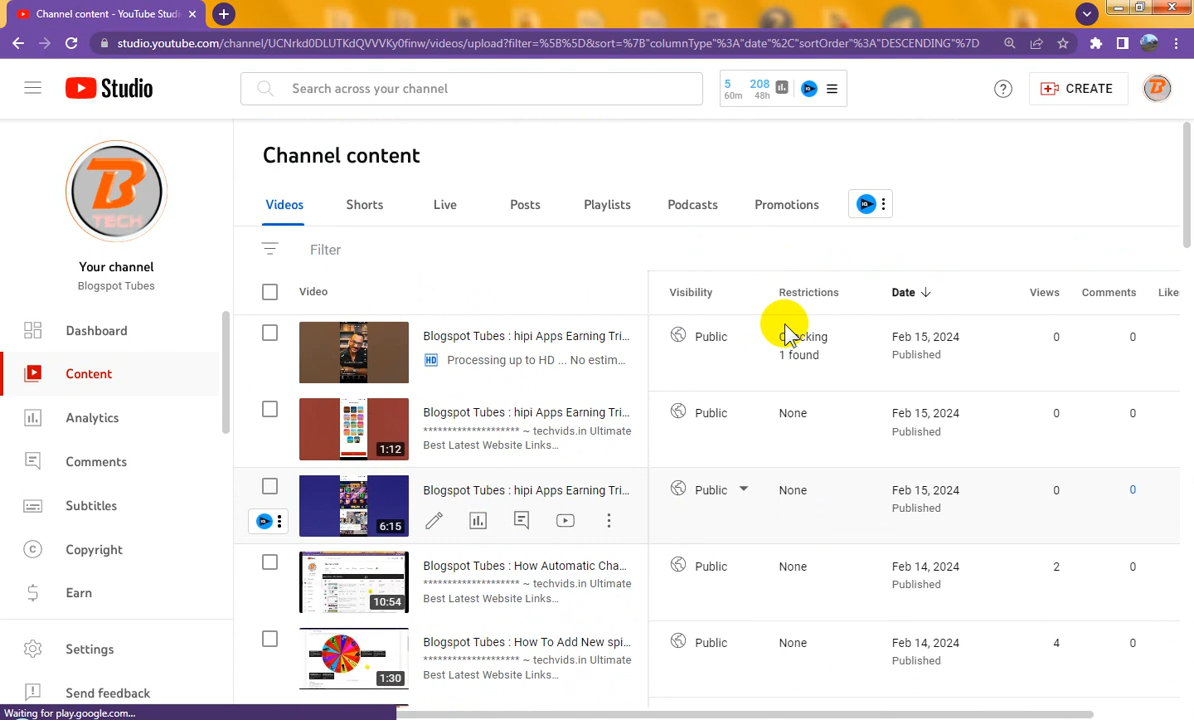 Channel content - YouTube Studi
studio.youtube.com/channel/UCNrkd0DLUTKdQVVVKy0finw/videos/upload?filter=%5B%5D&sort=%7B"columnType"%3A"date"%2C"sortOrder"%3A"DESCENDING"%7D
Studio
Search across your channel
5 208
60m 48h
IQ
CREATE
B
TECH
Your channel
Blogspot Tubes
Dashboard
Content
Analytics
Comments
Subtitles
Copyright
Earn
Settings
Send feedback
Channel content
Videos Shorts Live Posts Playlists Podcasts Promotions IQ
Filter
Video Visibility Restrictions Date Views Comments Like
Blogspot Tubes : hipi Apps Earning Tri... Public Feb 15, 2024 0 0
HD Processing up to HD ... No estim... 1 found Published
Blogspot Tubes : hipi Apps Earning Tri... Public None Feb 15, 2024 0 0
******************* ~ techvids.in Ultimate Published
Best Latest Website Links...
1:12
Blogspot Tubes : hipi Apps Earning Tri... Public None Feb 15, 2024 0 0
Published
IQ 6:15
Blogspot Tubes : How Automatic Cha... Public None Feb 14, 2024 2 0
******************* ~ techvids.in Ultimate Published
Best Latest Website Links...
10:54
Blogspot Tubes : How To Add New spi... Public None Feb 14, 2024 4 0
******************* ~ techvids.in Ultimate Published
Best Latest Website Links...
1:30
Waiting for play.google.com...